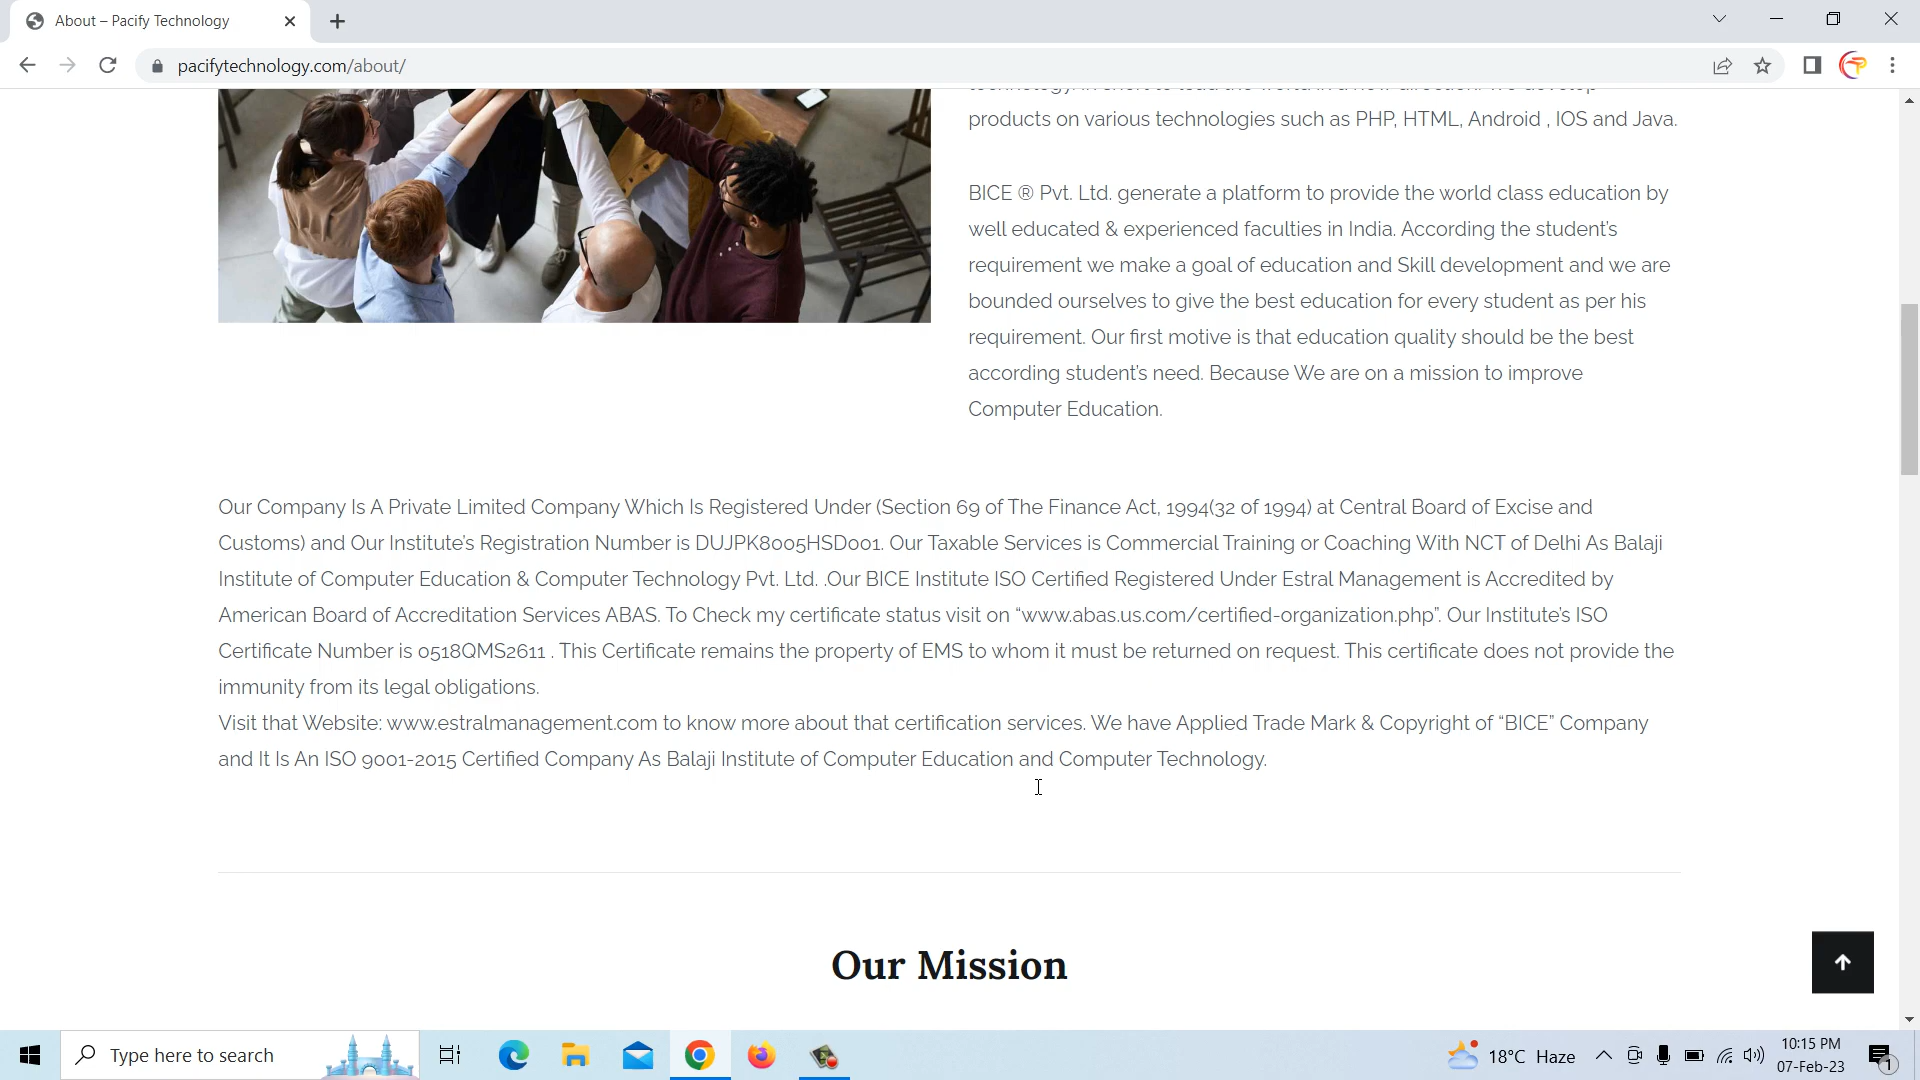 About – Pacify Technology
pacifytechnology.com/about/
products on various technologies such as PHP, HTML, Android , IOS and Java.
BICE ® Pvt. Ltd. generate a platform to provide the world class education by
well educated & experienced faculties in India. According the student's
requirement we make a goal of education and Skill development and we are
bounded ourselves to give the best education for every student as per his
requirement. Our first motive is that education quality should be the best
according student's need. Because We are on a mission to improve
Computer Education.
Our Company Is A Private Limited Company Which Is Registered Under (Section 69 of The Finance Act, 1994(32 of 1994) at Central Board of Excise and
Customs) and Our Institute's Registration Number is DUJPK8005HSD001. Our Taxable Services is Commercial Training or Coaching With NCT of Delhi As Balaji
Institute of Computer Education & Computer Technology Pvt. Ltd. .Our BICE Institute ISO Certified Registered Under Estral Management is Accredited by
American Board of Accreditation Services ABAS. To Check my certificate status visit on “www.abas.us.com/certified-organization.php”. Our Institute's ISO
Certificate Number is 0518QMS2611 . This Certificate remains the property of EMS to whom it must be returned on request. This certificate does not provide the
immunity from its legal obligations.
Visit that Website: www.estralmanagement.com to know more about that certification services. We have Applied Trade Mark & Copyright of “BICE” Company
and It Is An ISO 9001-2015 Certified Company As Balaji Institute of Computer Education and Computer Technology.
Our Mission
Type here to search
18°C Haze
10:15 PM
07-Feb-23
1